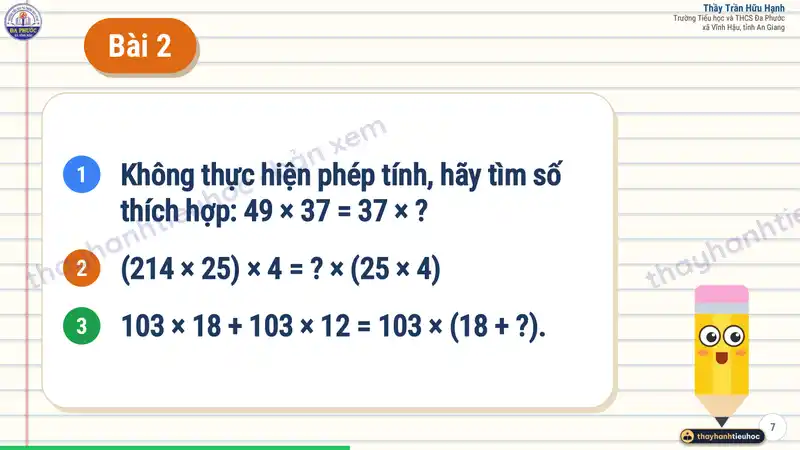 Thầy Trần Hữu Hạnh
Trường Tiểu học và THCS Đa Phước
xã Vĩnh Hậu, tỉnh An Giang
ĐA PHƯỚC
Bài 2
1 Không thực hiện phép tính, hãy tìm số
thích hợp: 49 × 37 = 37 × ?
2 (214 × 25) × 4 = ? × (25 × 4)
3 103 × 18 + 103 × 12 = 103 × (18 + ?).
7
thayhanhtieuhoc